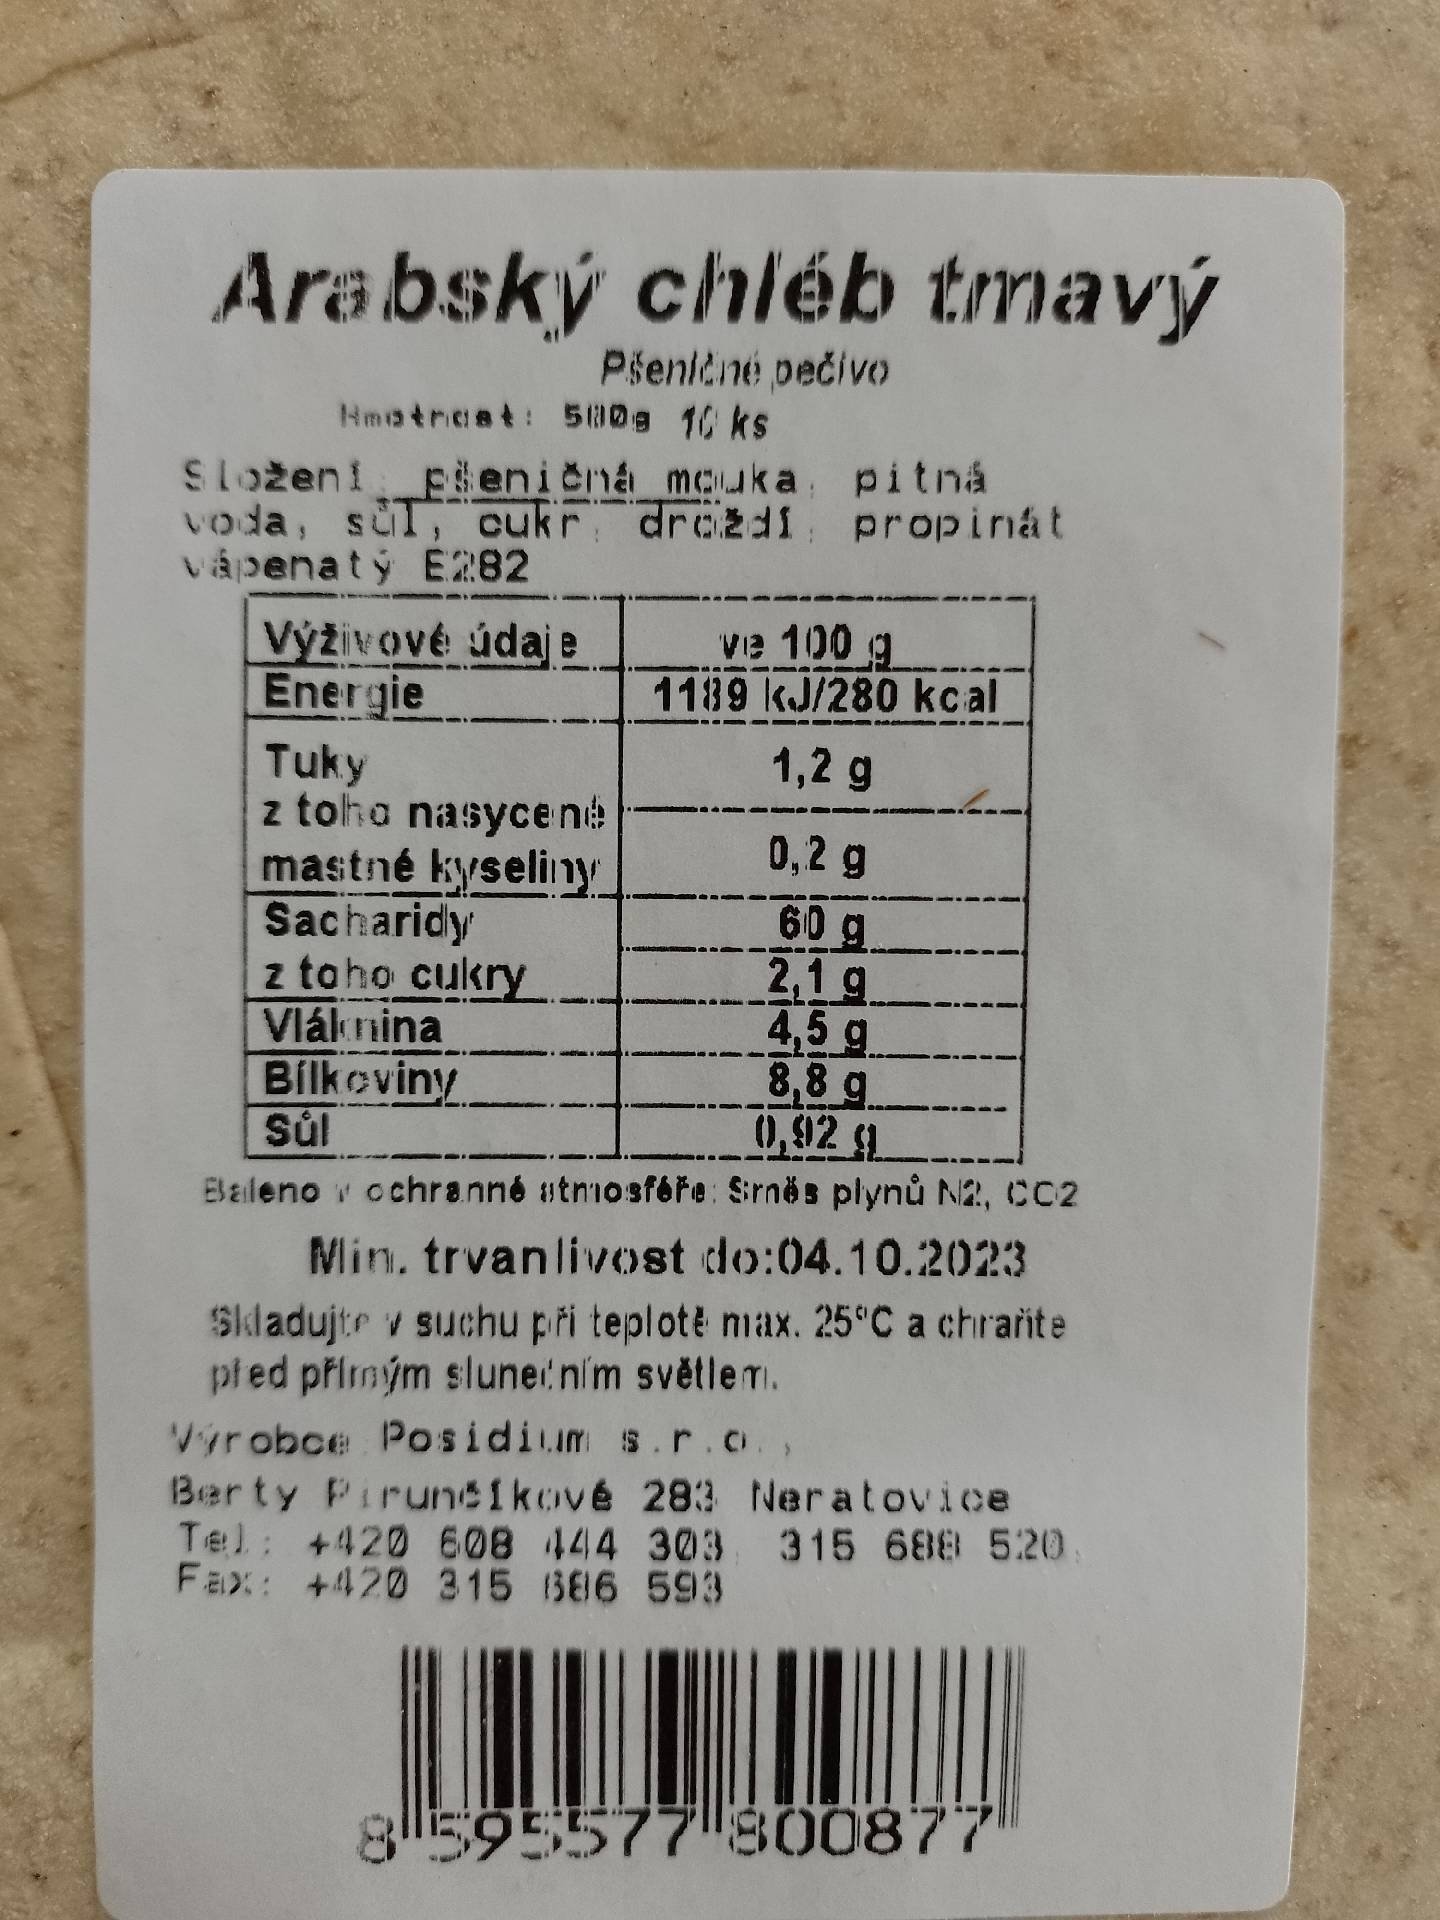 Arabský chléb tmavý
Pšeničné pečivo
Hmotnost: 500g 10 ks
Složení: pšeničná mouka, pitná
voda, sůl, cukr, droždí, propinát
vápenatý E282
Výživové údaje ve 100 g
Energie 1189 kJ/280 kcal
Tuky 1,2 g
z toho nasycené
mastné kyseliny 0,2 g
Sacharidy 60 g
z toho cukry 2,1 g
Vláknina 4,5 g
Bílkoviny 8,8 g
Sůl 0,92 g
Baleno v ochranné atmosféře: Směs plynů N2, CO2
Min. trvanlivost do:04.10.2023
Skladujte v suchu při teplotě max. 25°C a chraňte
před přímým slunečním světlem.
Výrobce: Posidium s.r.o.,
Berty Pirunčíkové 283, Neratovice
Tel.: +420 608 444 303, 315 688 520,
Fax: +420 315 686 593
8 595577 800877